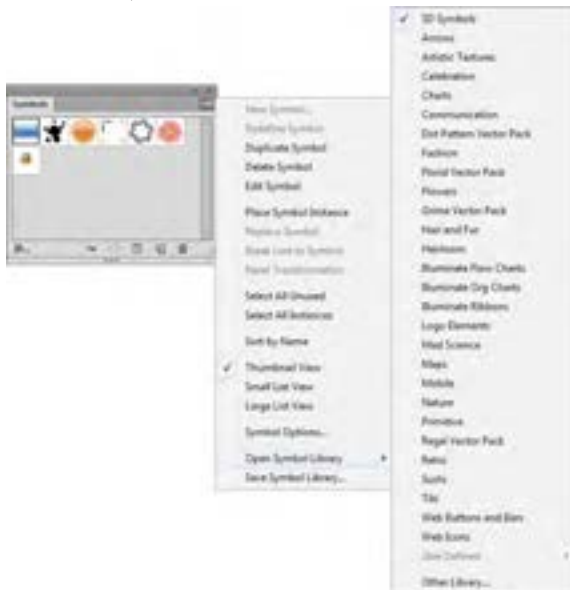 Symbols
New Symbol...
Redefine Symbol
Duplicate Symbol
Delete Symbol
Edit Symbol
Place Symbol Instance
Replace Symbol
Break Link to Symbol
Reset Transformation
Select All Unused
Select All Instances
Sort by Name
Thumbnail View
Small List View
Large List View
Symbol Options...
Open Symbol Library
Save Symbol Library...
3D Symbols
Arrows
Artistic Textures
Celebration
Charts
Communication
Dot Pattern Vector Pack
Fashion
Florid Vector Pack
Flowers
Grime Vector Pack
Hair and Fur
Heirloom
Illuminate Flow Charts
Illuminate Org Charts
Illuminate Ribbons
Logo Elements
Mad Science
Maps
Mobile
Nature
Primitive
Regal Vector Pack
Retro
Sushi
Tiki
Web Buttons and Bars
Web Icons
User Defined
Other Library...